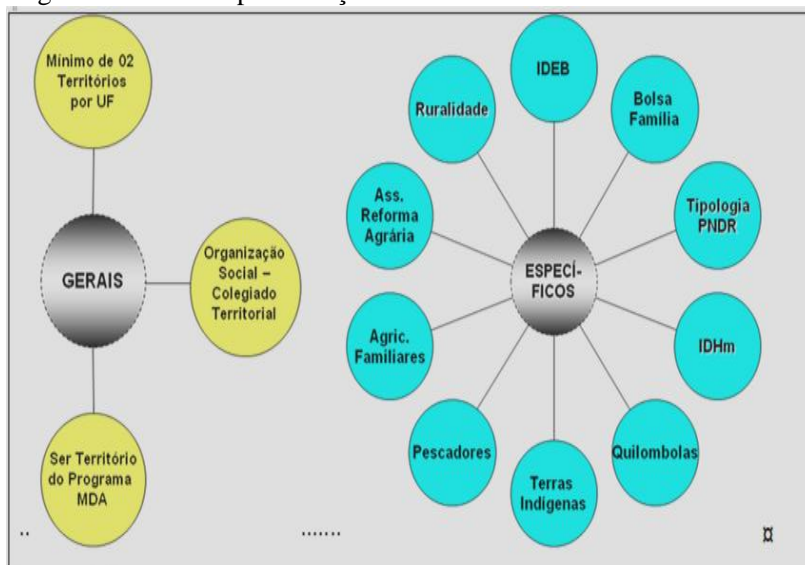 Mínimo de 02
Territórios
por UF
GERAIS
Organização
Social –
Colegiado
Territorial
Ser Território
do Programa
MDA
IDEB
Bolsa
Família
Tipologia
PNDR
IDHm
Quilombolas
Terras
Indígenas
Pescadores
Agric.
Familiares
Ass.
Reforma
Agrária
Ruralidade
ESPECÍ-
FICOS